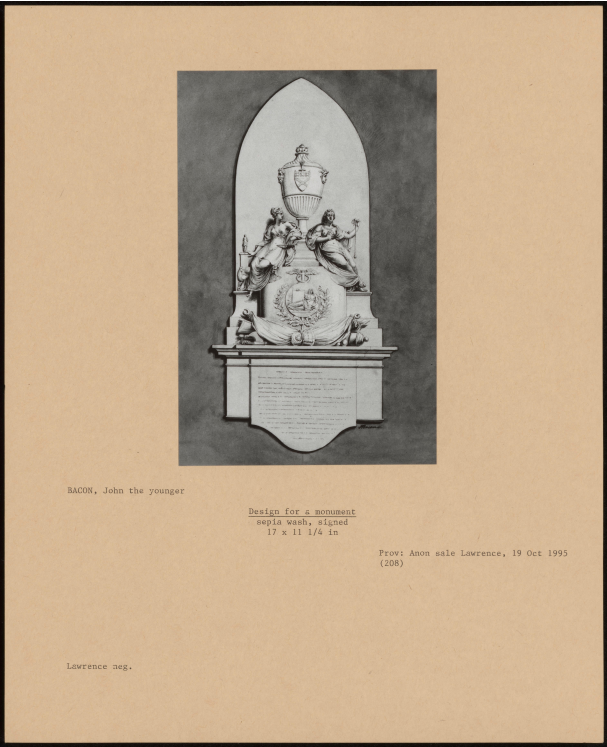 BACON, John the younger
Design for a monument
sepia wash, signed
17 x 11 1/4 in
Prov: Anon sale Lawrence, 19 Oct 1995
(208)
Lawrence neg.